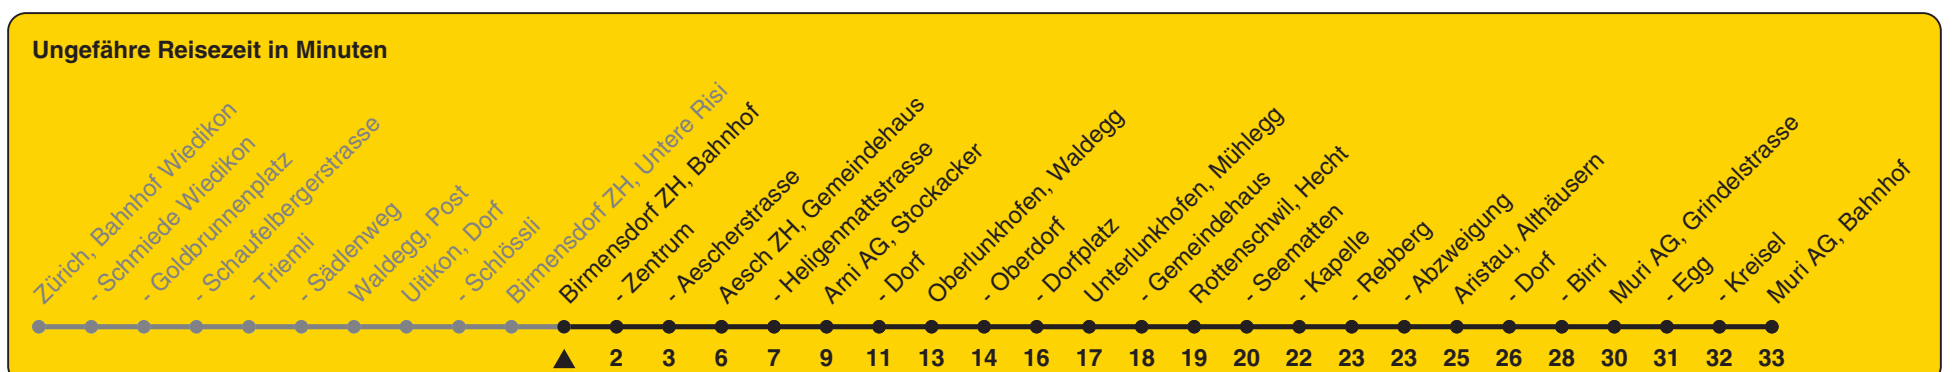 Ungefähre Reisezeit in Minuten
Zürich, Bahnhof Wiedikon
- Schmiede Wiedikon
- Goldbrunnenplatz
- Schaufelbergerstrasse
- Triemli
- Sädlenweg
Waldegg, Post
Uitikon, Dorf
- Schlössli
Birmensdorf ZH, Untere Risi
Birmensdorf ZH, Bahnhof
- Zentrum
- Aescherstrasse
Aesch ZH, Gemeindehaus
- Heligenmattstrasse
Arni AG, Stockacker
- Dorf
Oberlunkhofen, Waldegg
- Oberdorf
- Dorfplatz
Unterlunkhofen, Mühlegg
- Gemeindehaus
Rottenschwil, Hecht
- Seematten
- Kapelle
- Rebberg
- Abzweigung
Aristau, Althäusern
- Dorf
- Birri
Muri AG, Grindelstrasse
- Egg
- Kreisel
Muri AG, Bahnhof
2 3 6 7 9 11 13 14 16 17 18 19 20 22 23 23 25 26 28 30 31 32 33